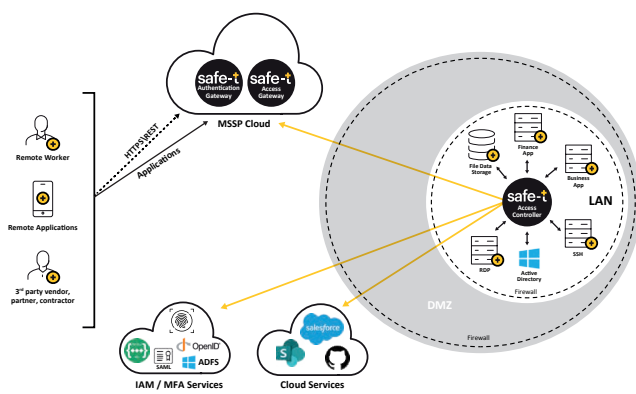 safe-t
Authentication
Gateway
safe-t
Access
Gateway
MSSP Cloud
HTTPS\REST
Applications
Remote Worker
Remote Applications
3rd party vendor,
partner, contractor
File Data
Storage
Finance
App
Business
App
LAN
safe-t
Access
Controller
RDP
Active
Directory
SSH
Firewall
DMZ
Firewall
OpenID
SAML
ADFS
IAM / MFA Services
salesforce
S
Cloud Services